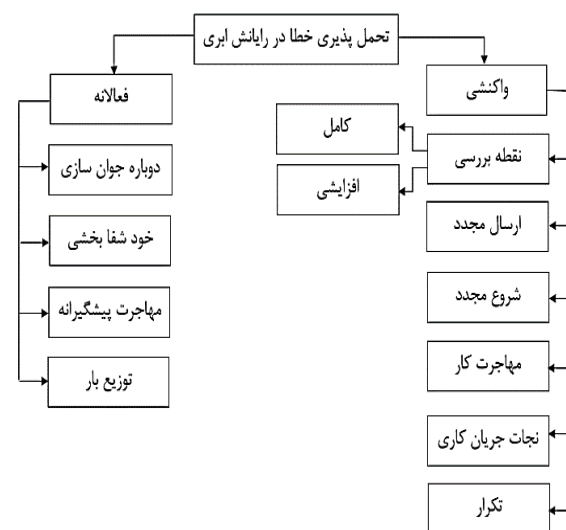 تحمل پذیری خطا در رایانش ابری
واکنشی
نقطه بررسی
کامل
افزایشی
ارسال مجدد
شروع مجدد
مهاجرت کار
نجات جریان کاری
تکرار
فعالانه
دوباره جوان سازی
خود شفا بخشی
مهاجرت پیشگیرانه
توزیع بار